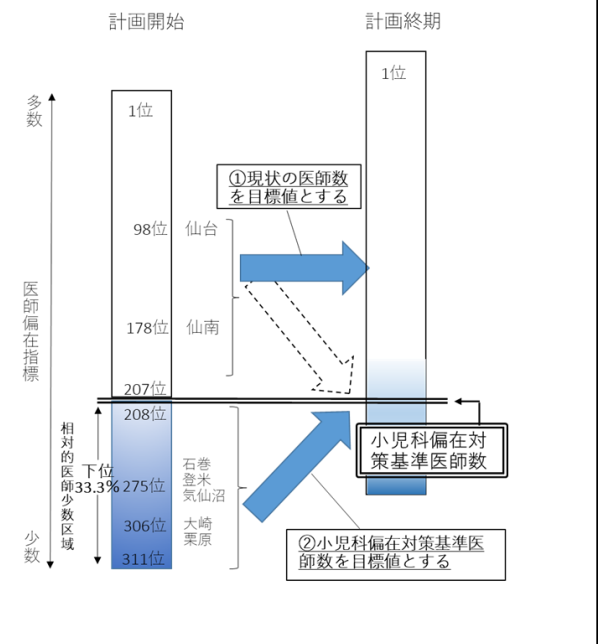 計画開始
計画終期
多数
1位
1位
①現状の医師数
を目標値とする
98位
仙台
医師偏在指標
178位
仙南
207位
208位
相対的医師少数区域
下位
33.3%
小児科偏在対
策基準医師数
石巻
登米
気仙沼
275位
306位
大崎
栗原
少数
311位
②小児科偏在対策基準医
師数を目標値とする